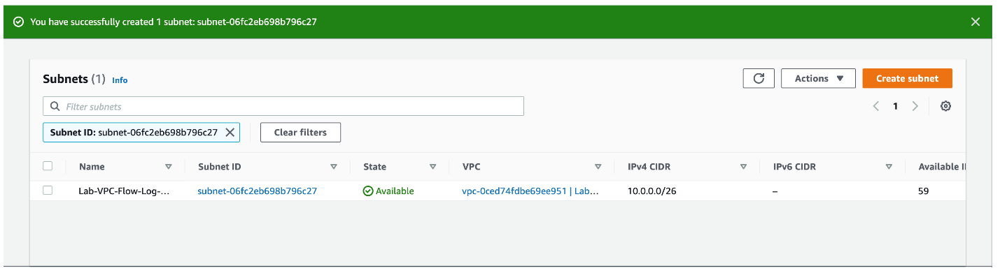 You have successfully created 1 subnet: subnet-06fc2eb698b796c27
Subnets (1) Info
Actions
Create subnet
Filter subnets
1
Subnet ID: subnet-06fc2eb698b796c27
Clear filters
Name Subnet ID State VPC IPv4 CIDR IPv6 CIDR Available I
Lab-VPC-Flow-Log-... subnet-06fc2eb698b796c27 Available vpc-0ced74fdbe69ee951 | Lab... 10.0.0.0/26 – 59